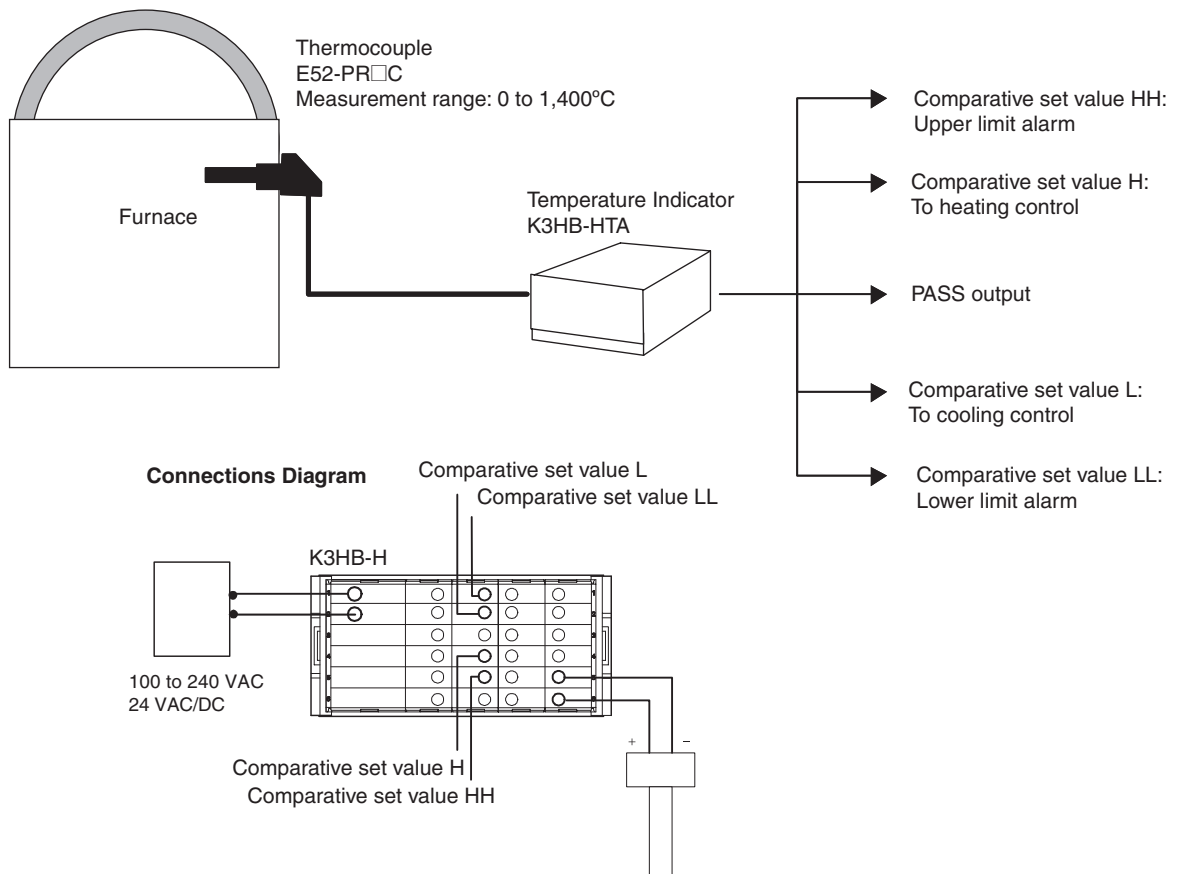 Thermocouple
E52-PR□C
Measurement range: 0 to 1,400ºC
Furnace
Temperature Indicator
K3HB-HTA
Comparative set value HH:
Upper limit alarm
Comparative set value H:
To heating control
PASS output
Comparative set value L:
To cooling control
Comparative set value LL:
Lower limit alarm
Connections Diagram
Comparative set value L
Comparative set value LL
K3HB-H
100 to 240 VAC
24 VAC/DC
Comparative set value H
Comparative set value HH
+ −